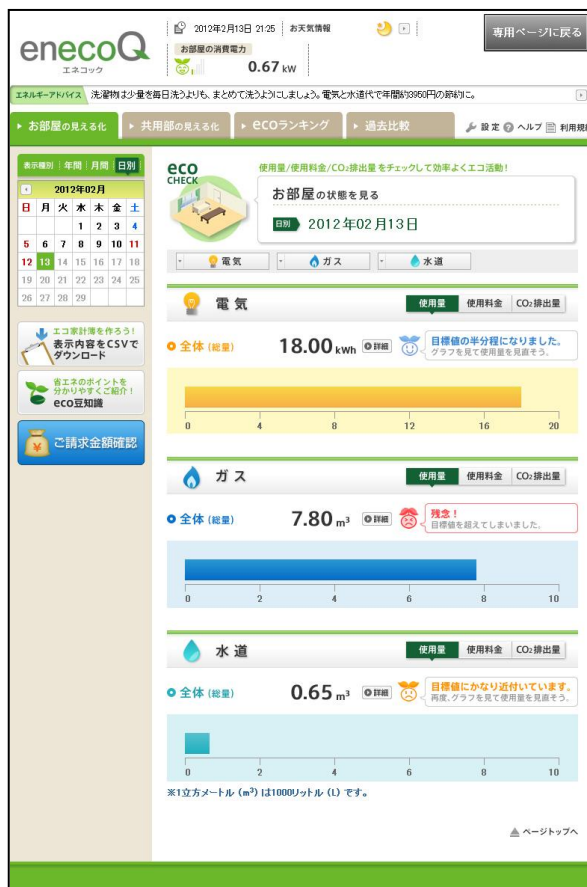 enecoQ
エネコック
2012年2月13日 21:25 お天気情報
専用ページに戻る
お部屋の消費電力
0.67 kW
エネルギーアドバイス 洗濯物は少量を毎日洗うよりも、まとめて洗うようにしましょう。電気と水道代で年間約3950円の節約に。
お部屋の見える化 共用部の見える化 ecoランキング 過去比較 設定 ヘルプ 利用規
表示種別 年間 月間 日別
2012年02月
日 月 火 水 木 金 土
1 2 3 4
5 6 7 8 9 10 11
12 13 14 15 16 17 18
19 20 21 22 23 24 25
26 27 28 29
エコ家計簿を作ろう!
表示内容をCSVで
ダウンロード
省エネのポイントを
分かりやすくご紹介!
eco豆知識
ご請求金額確認
eco
CHECK
使用量/使用料金/CO2排出量をチェックして効率よくエコ活動!
お部屋の状態を見る
日別 2012年02月13日
電気 ガス 水道
電気 使用量 使用料金 CO2排出量
全体(総量) 18.00 kWh 詳細
目標値の半分程になりました。
グラフを見て使用量を見直そう。
0 4 8 12 16 20
ガス 使用量 使用料金 CO2排出量
全体(総量) 7.80 m³ 詳細
残念!
目標値を超えてしまいました。
0 2 4 6 8 10
水道 使用量 使用料金 CO2排出量
全体(総量) 0.65 m³ 詳細
目標値にかなり近付いています。
再度、グラフを見て使用量を見直そう。
0 2 4 6 8 10
※1立方メートル(m³)は1000リットル(L)です。
ページトップへ